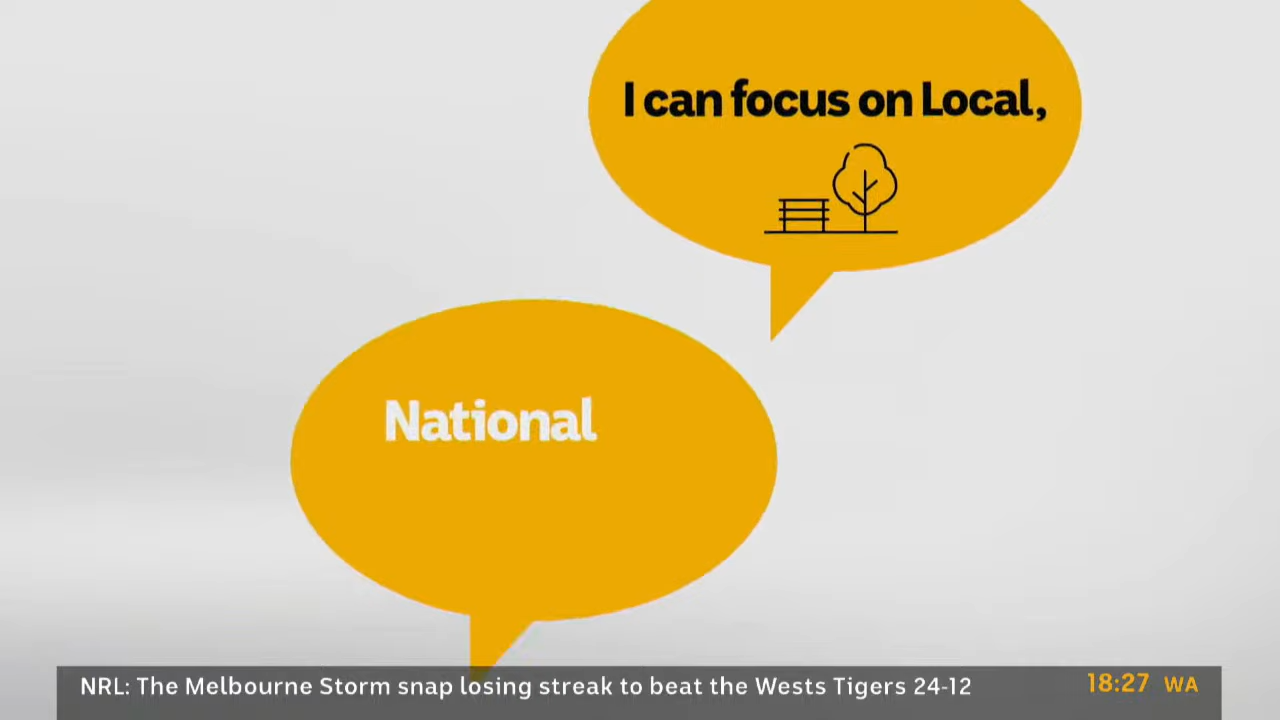 I can focus on Local,
National
NRL: The Melbourne Storm snap losing streak to beat the Wests Tigers 24-12
18:27 WA